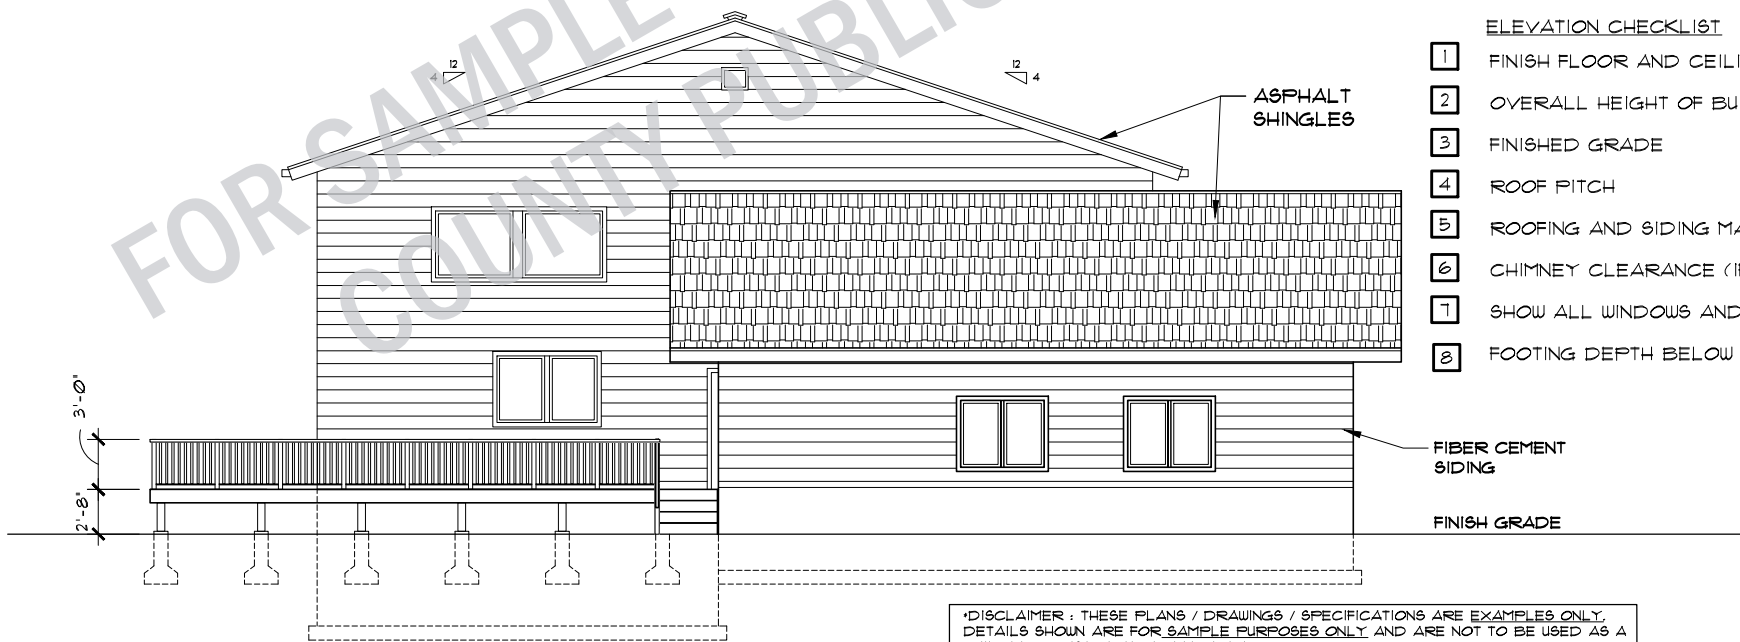 FOR SAMPLE
COUNTY PUBLIC
12
4
12
4
ASPHALT
SHINGLES
3'-0"
2'-8"
FIBER CEMENT
SIDING
FINISH GRADE
ELEVATION CHECKLIST
1 FINISH FLOOR AND CEILI
2 OVERALL HEIGHT OF BU
3 FINISHED GRADE
4 ROOF PITCH
5 ROOFING AND SIDING MA
6 CHIMNEY CLEARANCE (IF
7 SHOW ALL WINDOWS AND
8 FOOTING DEPTH BELOW
*DISCLAIMER : THESE PLANS / DRAWINGS / SPECIFICATIONS ARE EXAMPLES ONLY.
DETAILS SHOWN ARE FOR SAMPLE PURPOSES ONLY AND ARE NOT TO BE USED AS A